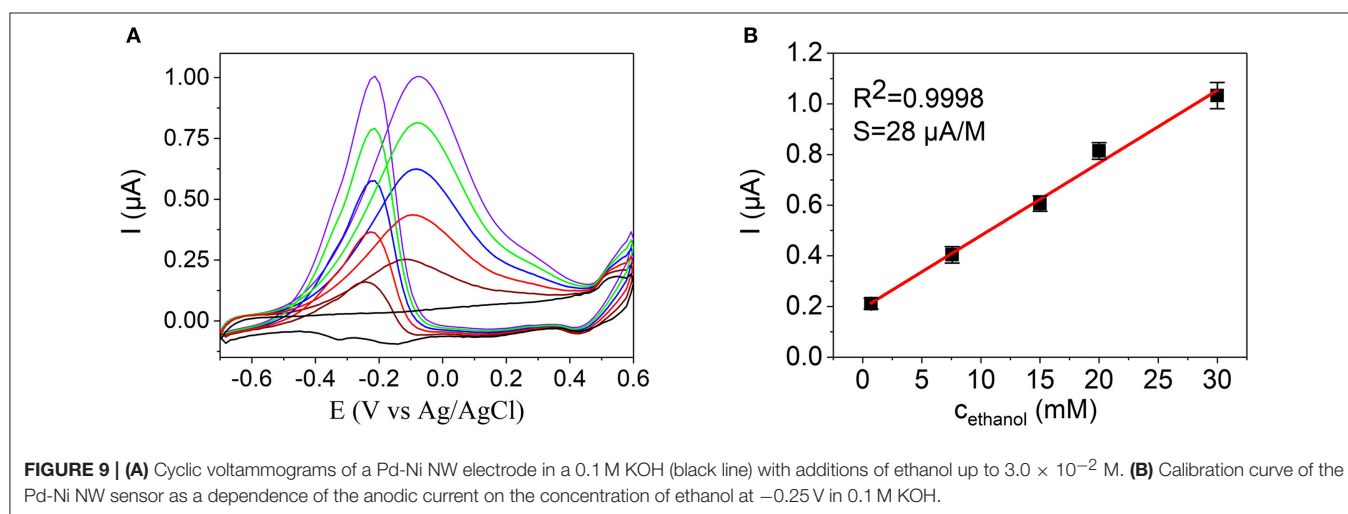 A
1.00
0.75
0.50
0.25
0.00
I (µA)
-0.6 -0.4 -0.2 0.0 0.2 0.4 0.6
E (V vs Ag/AgCl)
B
1.2
1.0
0.8
0.6
0.4
0.2
0.0
I (µA)
R²=0.9998
S=28 µA/M
0 5 10 15 20 25 30
c_ethanol (mM)
FIGURE 9 | (A) Cyclic voltammograms of a Pd-Ni NW electrode in a 0.1 M KOH (black line) with additions of ethanol up to 3.0 × 10⁻² M. (B) Calibration curve of the
Pd-Ni NW sensor as a dependence of the anodic current on the concentration of ethanol at −0.25 V in 0.1 M KOH.